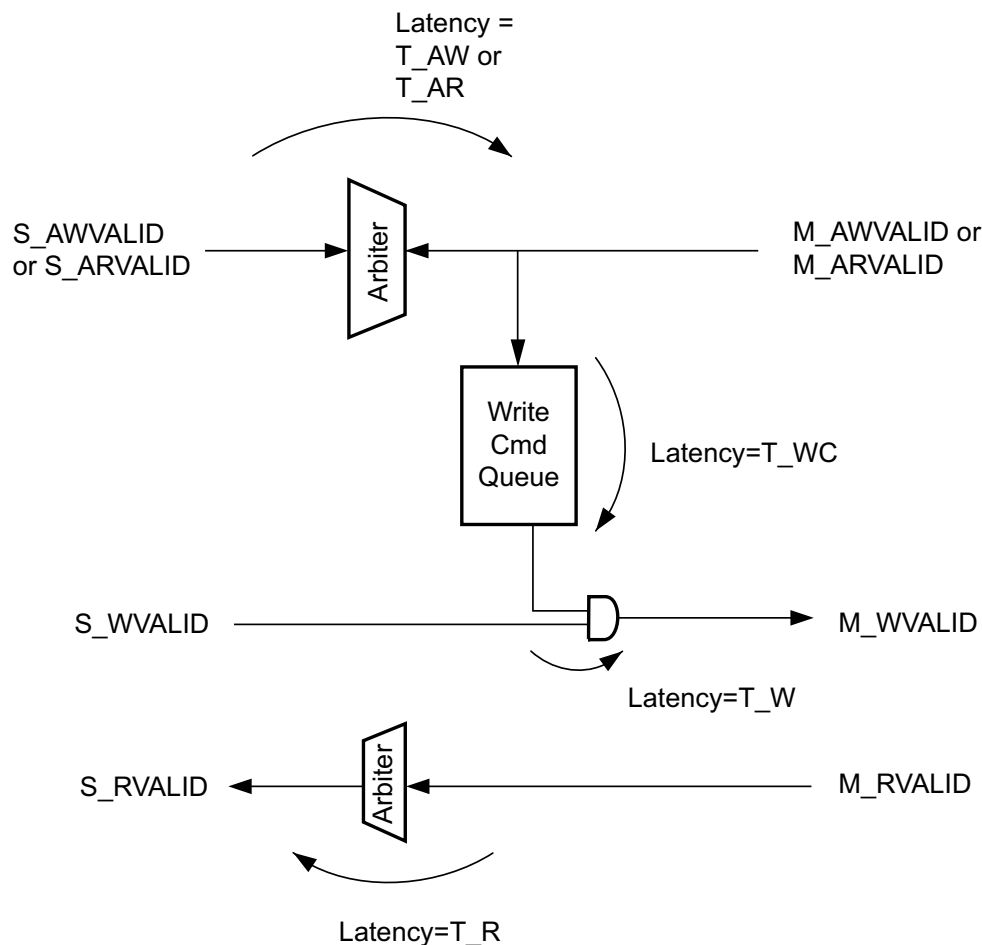 Latency =
T_AW or
T_AR
S_AWVALID
or S_ARVALID
Arbiter
M_AWVALID or
M_ARVALID
Write
Cmd
Queue
Latency=T_WC
S_WVALID
M_WVALID
Latency=T_W
S_RVALID
Arbiter
M_RVALID
Latency=T_R